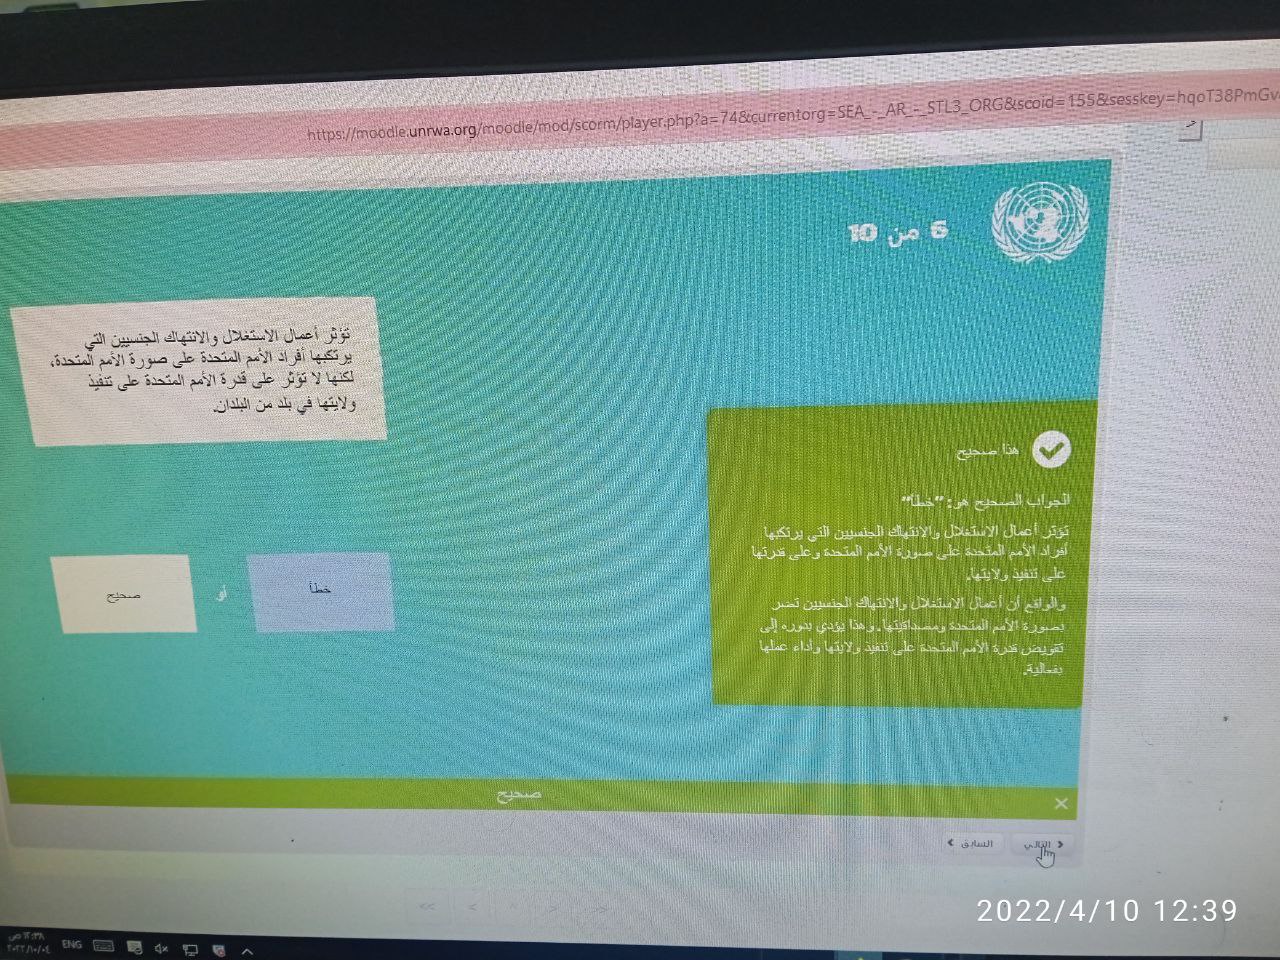 https://moodle.unrwa.org/moodle/mod/scorm/player.php?a=74&currentorg=SEA_-_AR_-_STL3_ORG&scoid=155&sesskey=hqoT38PmGv
6 من 10
تؤثر أعمال الاستغلال والانتهاك الجنسيين التي
يرتكبها أفراد الأمم المتحدة على صورة الأمم المتحدة،
لكنها لا تؤثر على قدرة الأمم المتحدة على تنفيذ
ولايتها في بلد من البلدان.
خطأ
أو
صحيح
هذا صحيح
الجواب الصحيح هو: "خطأ"
تؤثر أعمال الاستغلال والانتهاك الجنسيين التي يرتكبها
أفراد الأمم المتحدة على صورة الأمم المتحدة وعلى قدرتها
على تنفيذ ولايتها.
والواقع أن أعمال الاستغلال والانتهاك الجنسيين تضر
بصورة الأمم المتحدة ومصداقيتها. وهذا يؤدي بدوره إلى
تقويض قدرة الأمم المتحدة على تنفيذ ولايتها وأداء عملها
بفعالية.
صحيح
التالي
السابق
ENG
2022/4/10 12:39